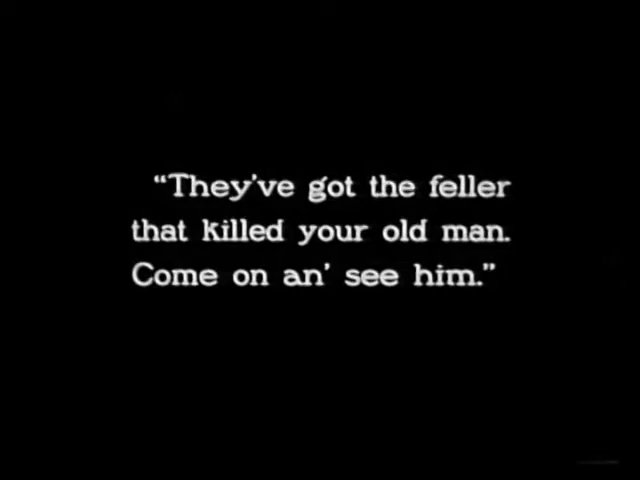 “They’ve got the feller
that killed your old man.
Come on an’ see him.”